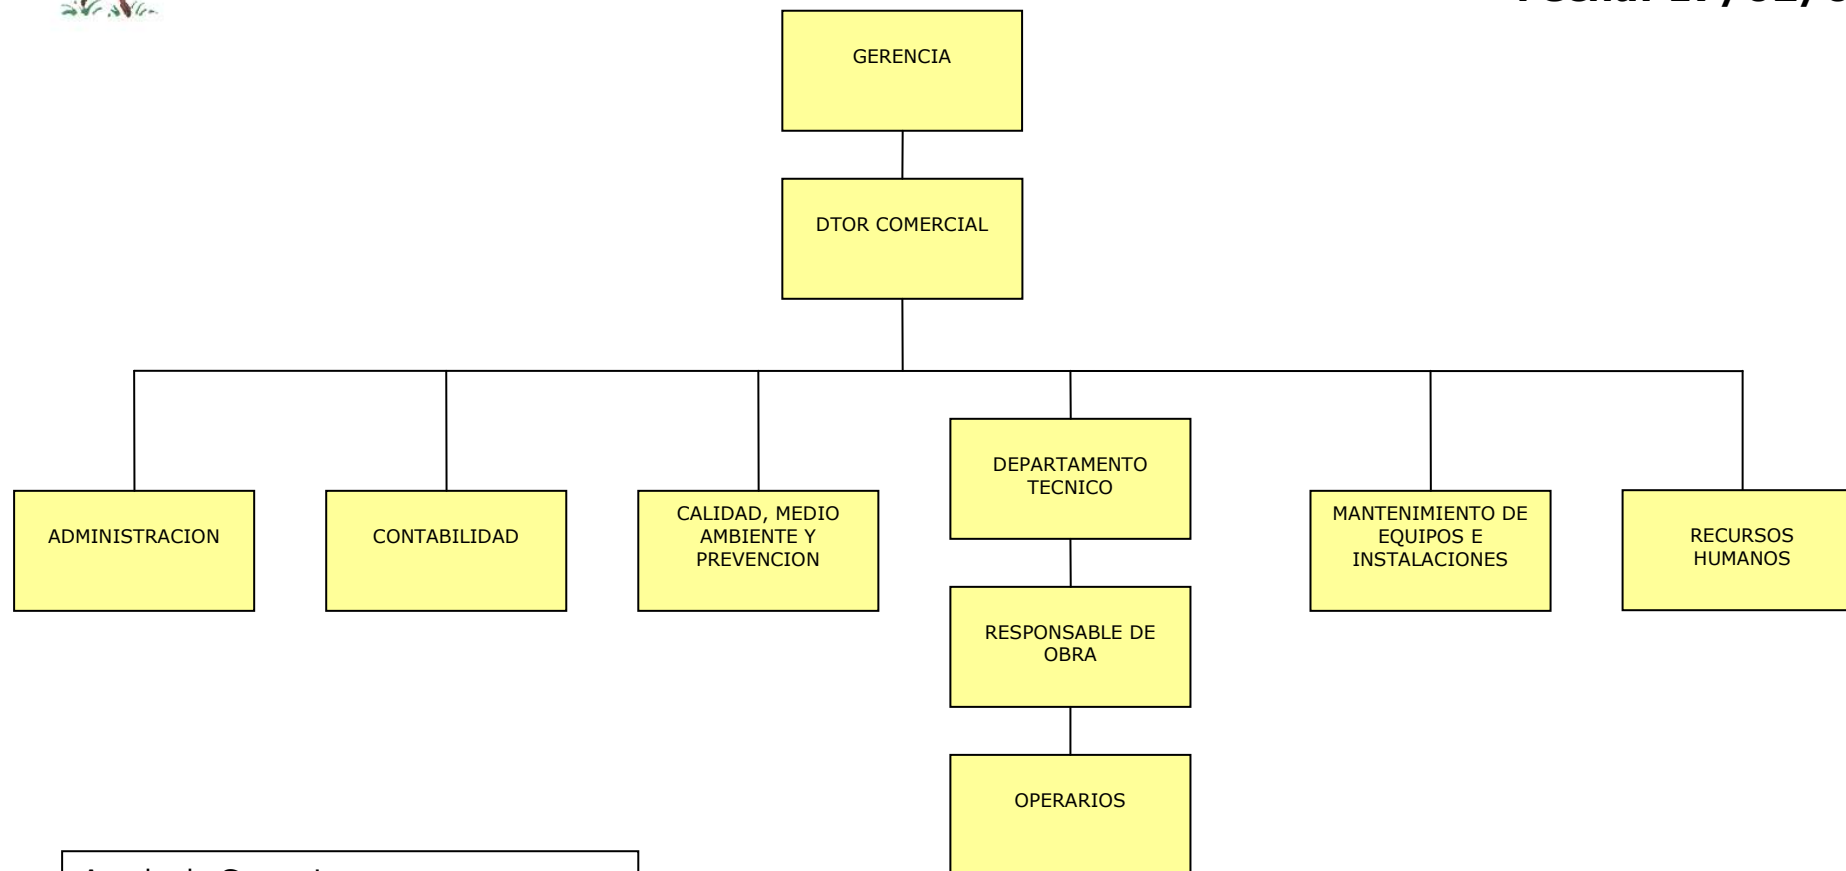 GERENCIA
DTOR COMERCIAL
DEPARTAMENTO
TECNICO
ADMINISTRACION
CONTABILIDAD
CALIDAD, MEDIO
AMBIENTE Y
PREVENCION
MANTENIMIENTO DE
EQUIPOS E
INSTALACIONES
RECURSOS
HUMANOS
RESPONSABLE DE
OBRA
OPERARIOS